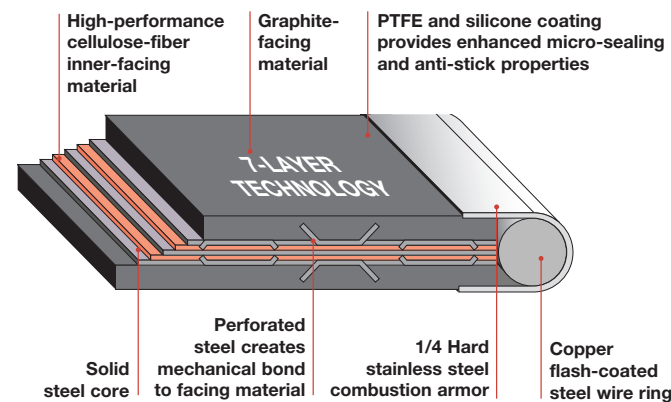 High-performance
cellulose-fiber
inner-facing
material
Graphite-
facing
material
PTFE and silicone coating
provides enhanced micro-sealing
and anti-stick properties
7-LAYER
TECHNOLOGY
Solid
steel core
Perforated
steel creates
mechanical bond
to facing material
1/4 Hard
stainless steel
combustion armor
Copper
flash-coated
steel wire ring